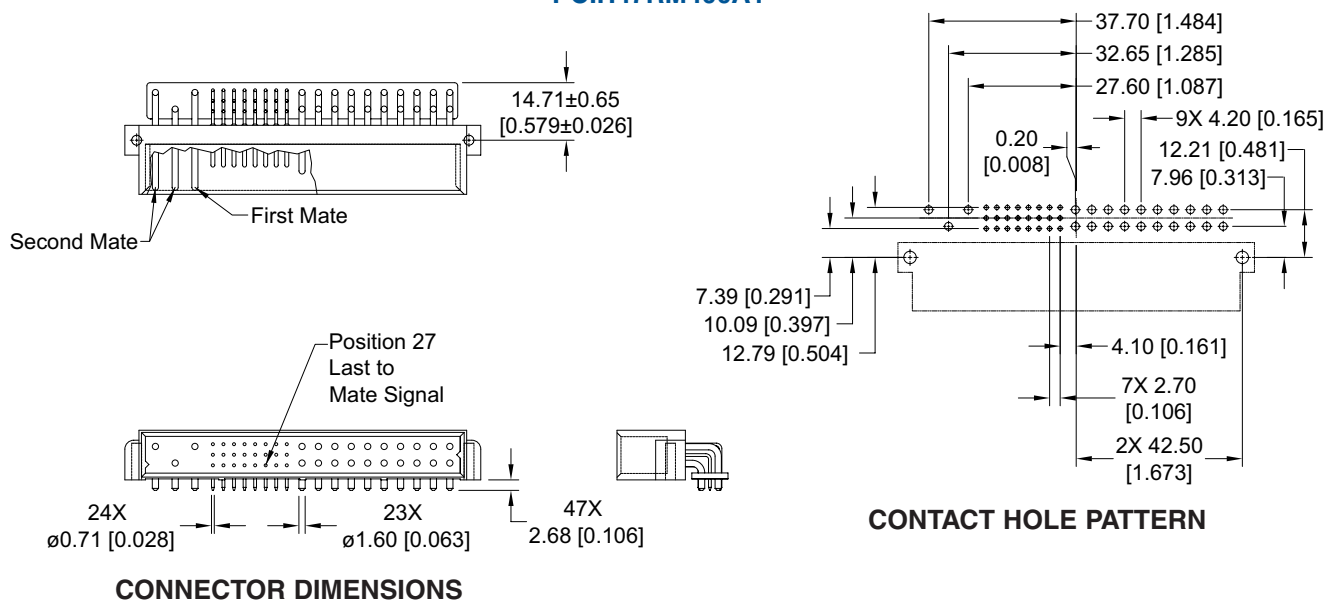 37.70 [1.484]
32.65 [1.285]
27.60 [1.087]
9X 4.20 [0.165]
0.20
[0.008]
12.21 [0.481]
7.96 [0.313]
14.71±0.65
[0.579±0.026]
First Mate
Second Mate
7.39 [0.291]
10.09 [0.397]
12.79 [0.504]
4.10 [0.161]
7X 2.70
[0.106]
2X 42.50
[1.673]
CONTACT HOLE PATTERN
Position 27
Last to
Mate Signal
24X
ø0.71 [0.028]
23X
ø1.60 [0.063]
47X
2.68 [0.106]
CONNECTOR DIMENSIONS